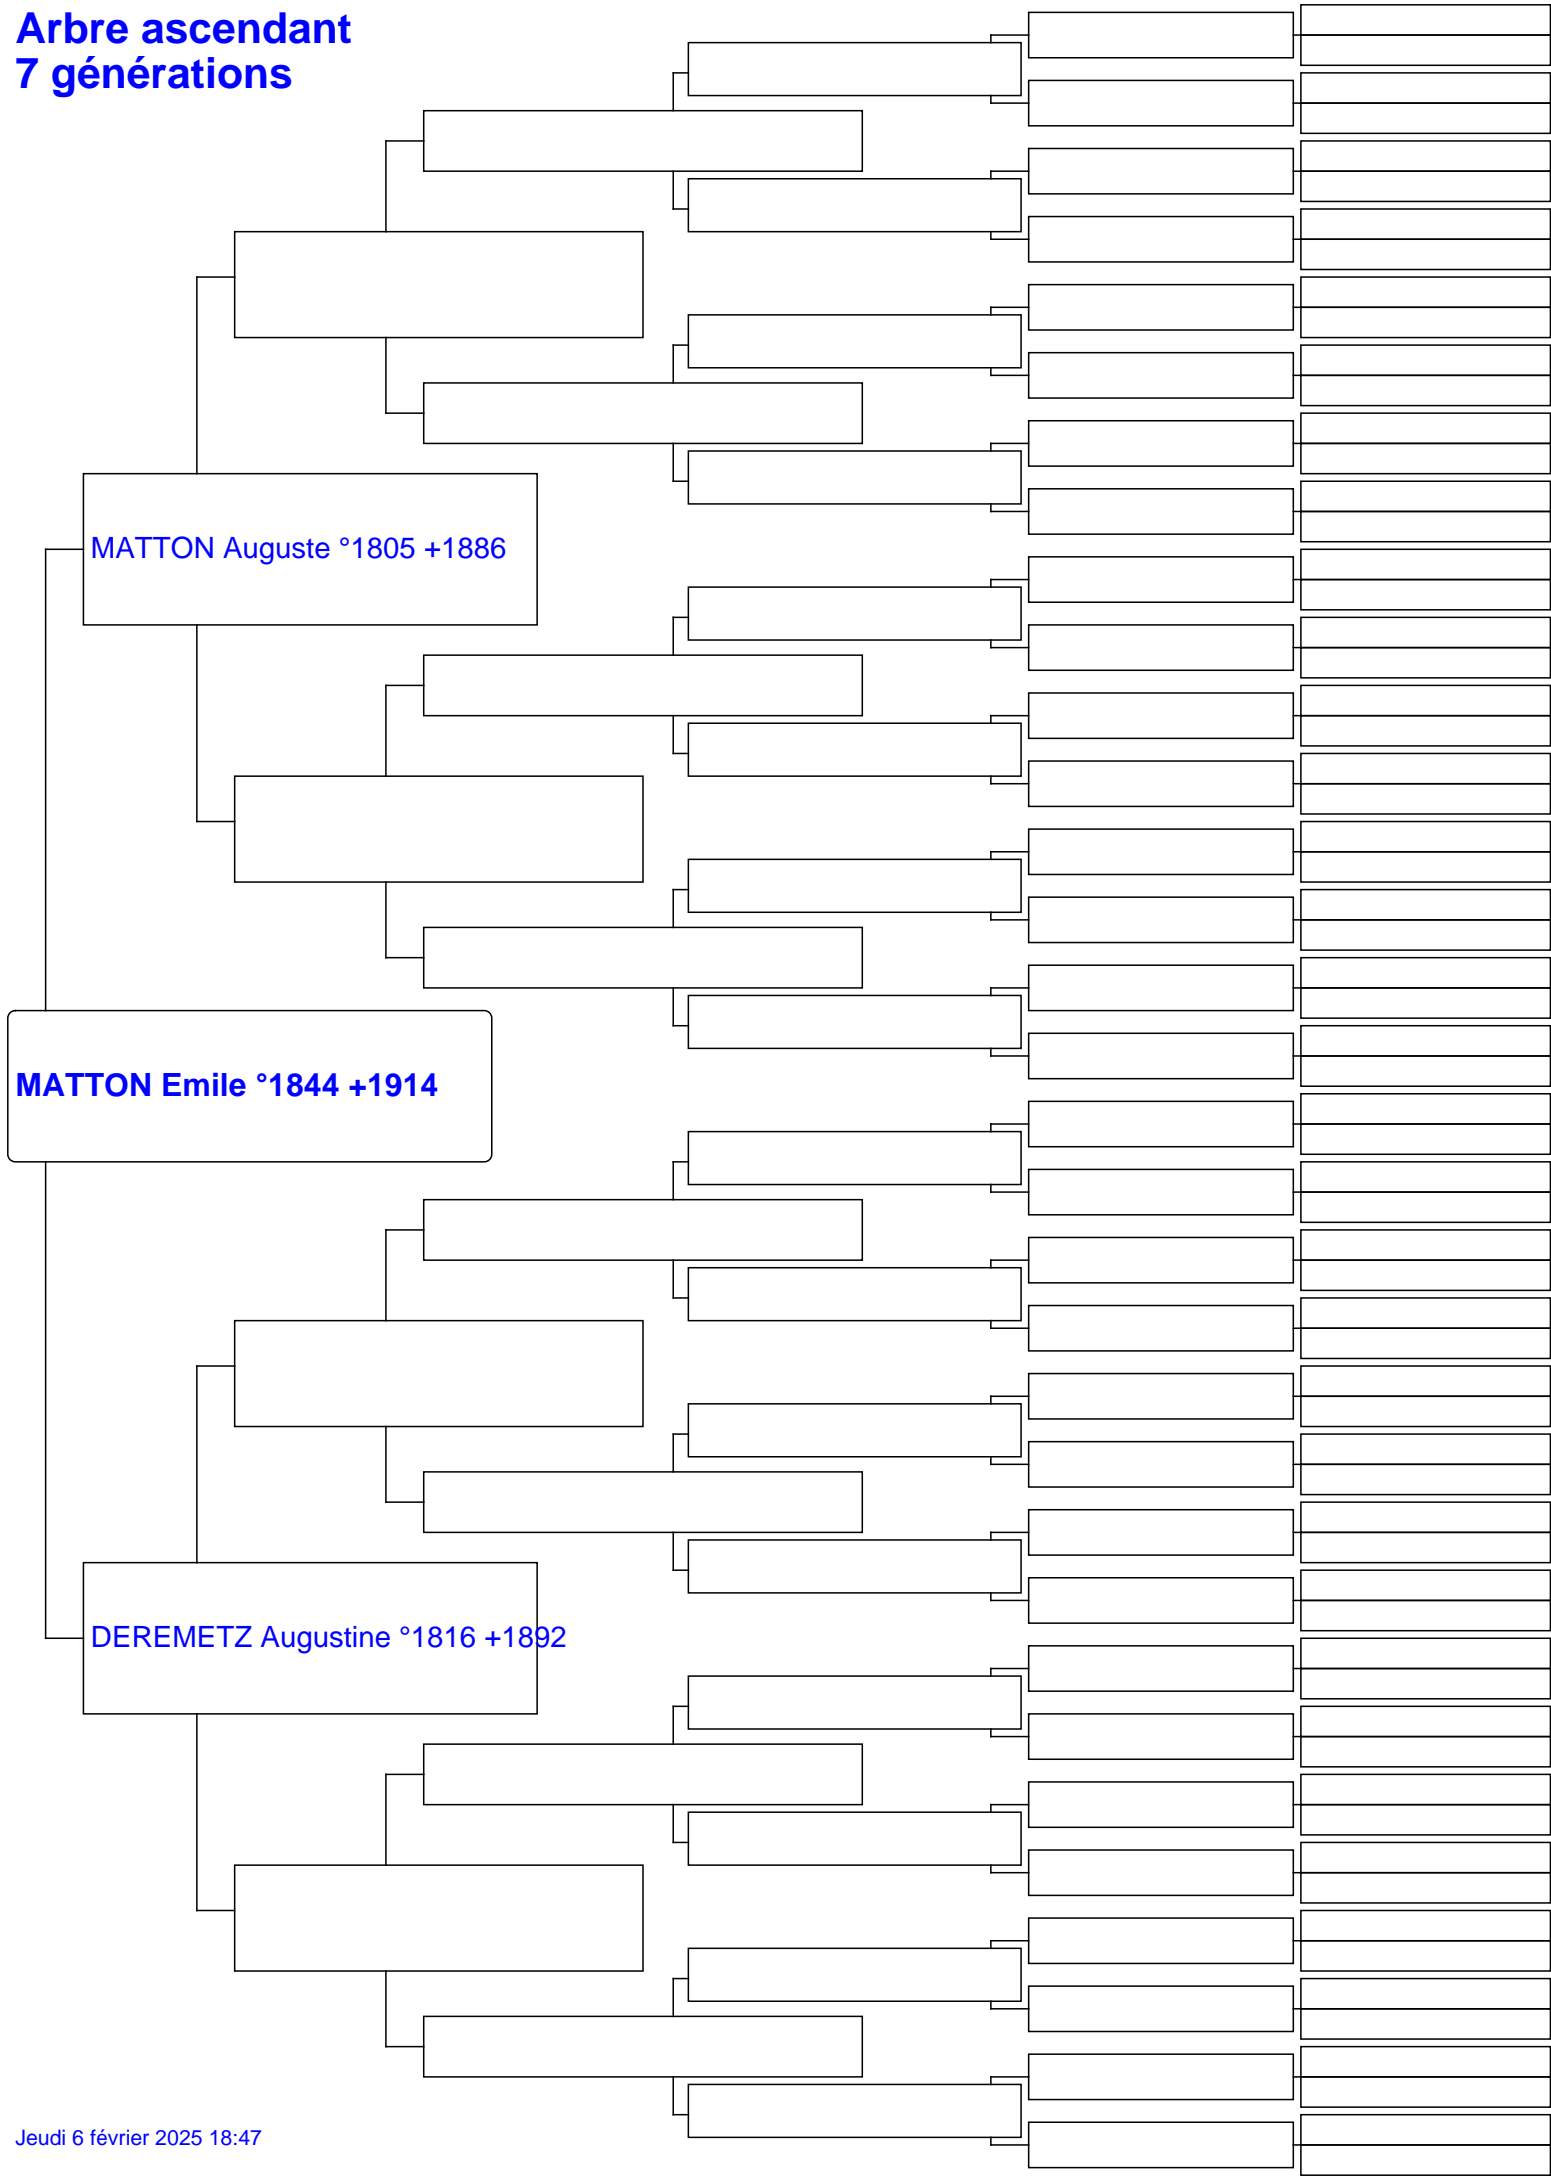 Arbre ascendant
7 générations
MATTON Auguste °1805 +1886
MATTON Emile °1844 +1914
DEREMETZ Augustine °1816 +1892
Jeudi 6 février 2025 18:47